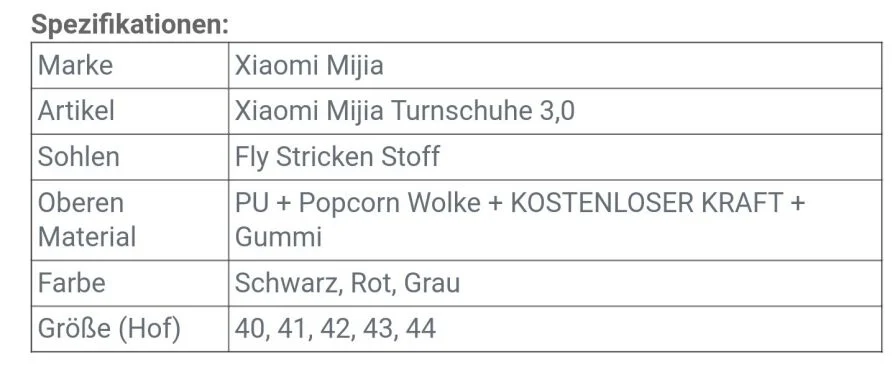 Spezifikationen:
Marke Xiaomi Mijia
Artikel Xiaomi Mijia Turnschuhe 3,0
Sohlen Fly Stricken Stoff
Oberen PU + Popcorn Wolke + KOSTENLOSER KRAFT +
Material Gummi
Farbe Schwarz, Rot, Grau
Größe (Hof) 40, 41, 42, 43, 44